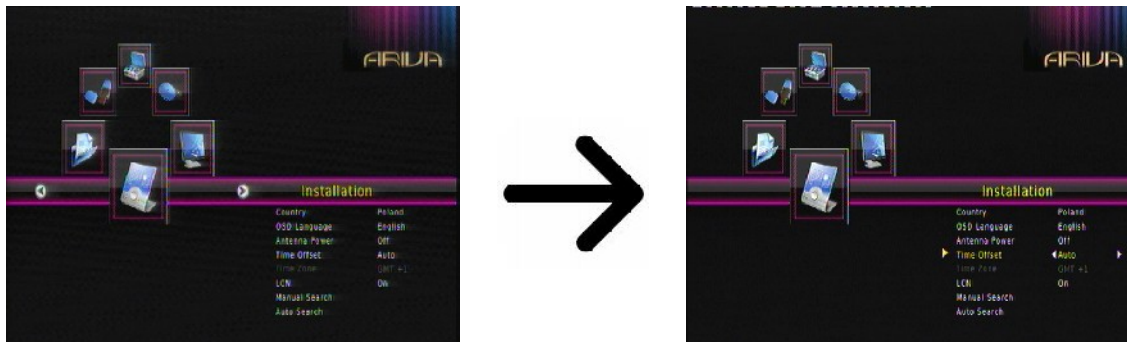 ARIVA
Installation
Country Poland
OSD Language English
Antenna Power Off
Time Offset Auto
Time Zone GMT +1
LCN On
Manual Search
Auto Search
ARIVA
Installation
Country Poland
OSD Language English
Antenna Power Off
Time Offset Auto
Time Zone GMT +1
LCN On
Manual Search
Auto Search